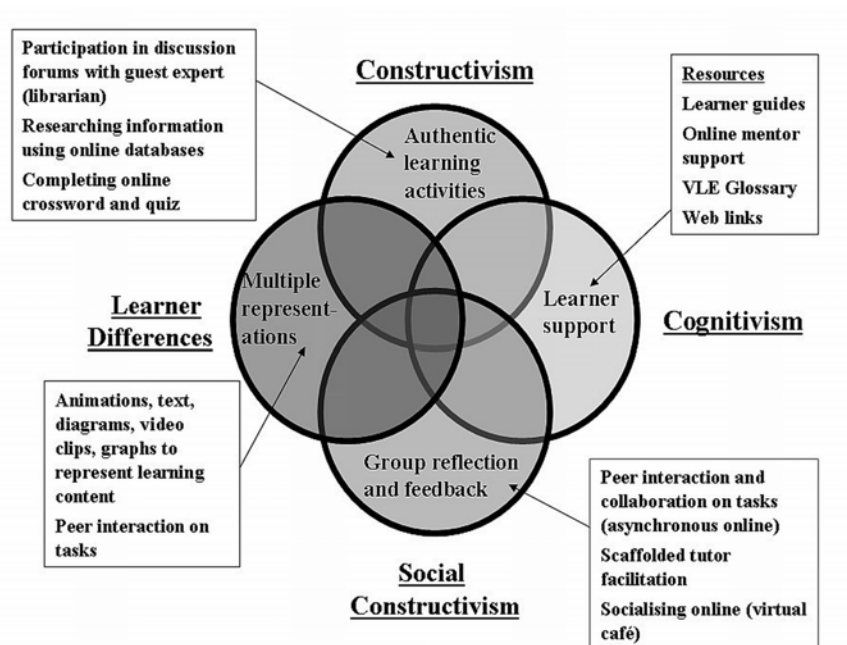 Participation in discussion
forums with guest expert
(librarian)
Researching information
using online databases
Completing online
crossword and quiz
Constructivism
Authentic
learning
activities
Resources
Learner guides
Online mentor
support
VLE Glossary
Web links
Learner
Differences
Multiple
represent-
ations
Learner
support
Cognitivism
Animations, text,
diagrams, video
clips, graphs to
represent learning
content
Peer interaction on
tasks
Group reflection
and feedback
Social
Constructivism
Peer interaction and
collaboration on tasks
(asynchronous online)
Scaffolded tutor
facilitation
Socialising online (virtual
café)